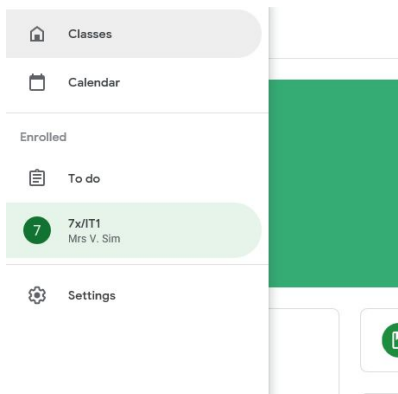 Classes
Calendar
Enrolled
To do
7
7x/IT1
Mrs V. Sim
Settings